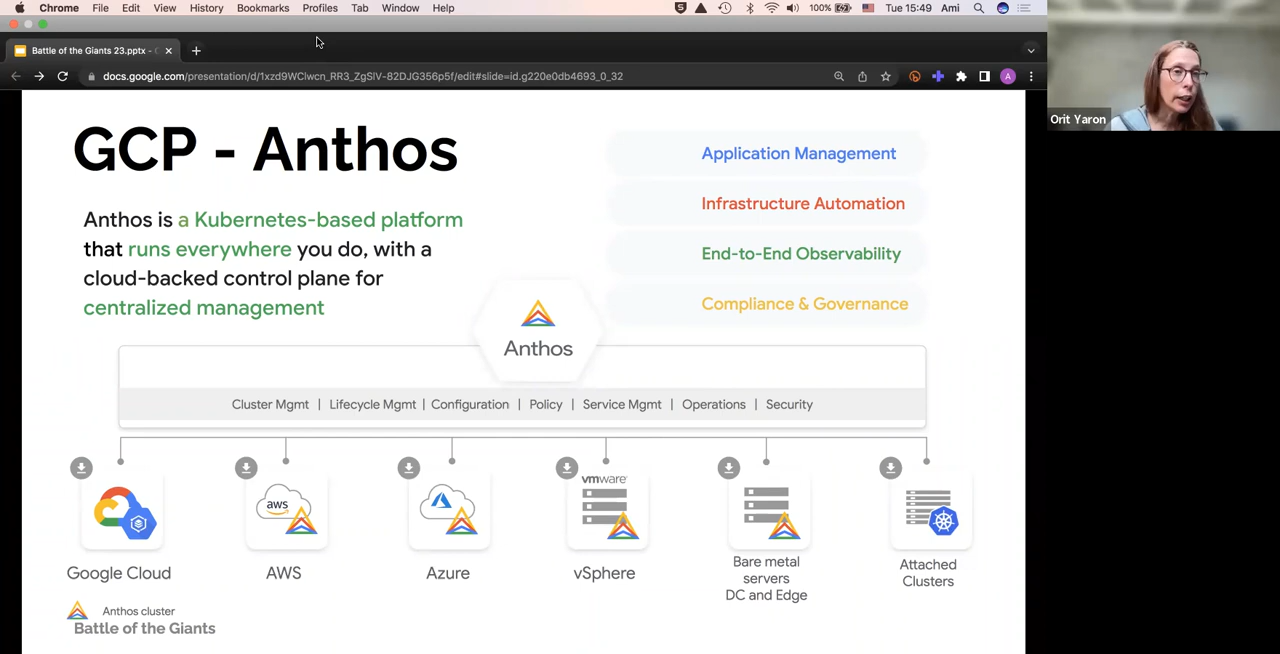 Chrome File Edit View History Bookmarks Profiles Tab Window Help
100% Tue 15:49 Ami
Battle of the Giants 23.pptx -
docs.google.com/presentation/d/1xzd9WClwcn_RR3_ZgSlV-82DJG356p5f/edit#slide=id.g220e0db4693_0_32
A
Orit Yaron
GCP - Anthos
Anthos is a Kubernetes-based platform
that runs everywhere you do, with a
cloud-backed control plane for
centralized management
Application Management
Infrastructure Automation
End-to-End Observability
Compliance & Governance
Anthos
Cluster Mgmt | Lifecycle Mgmt | Configuration | Policy | Service Mgmt | Operations | Security
aws
vmware
Google Cloud
AWS
Azure
vSphere
Bare metal
servers
DC and Edge
Attached
Clusters
Anthos cluster
Battle of the Giants